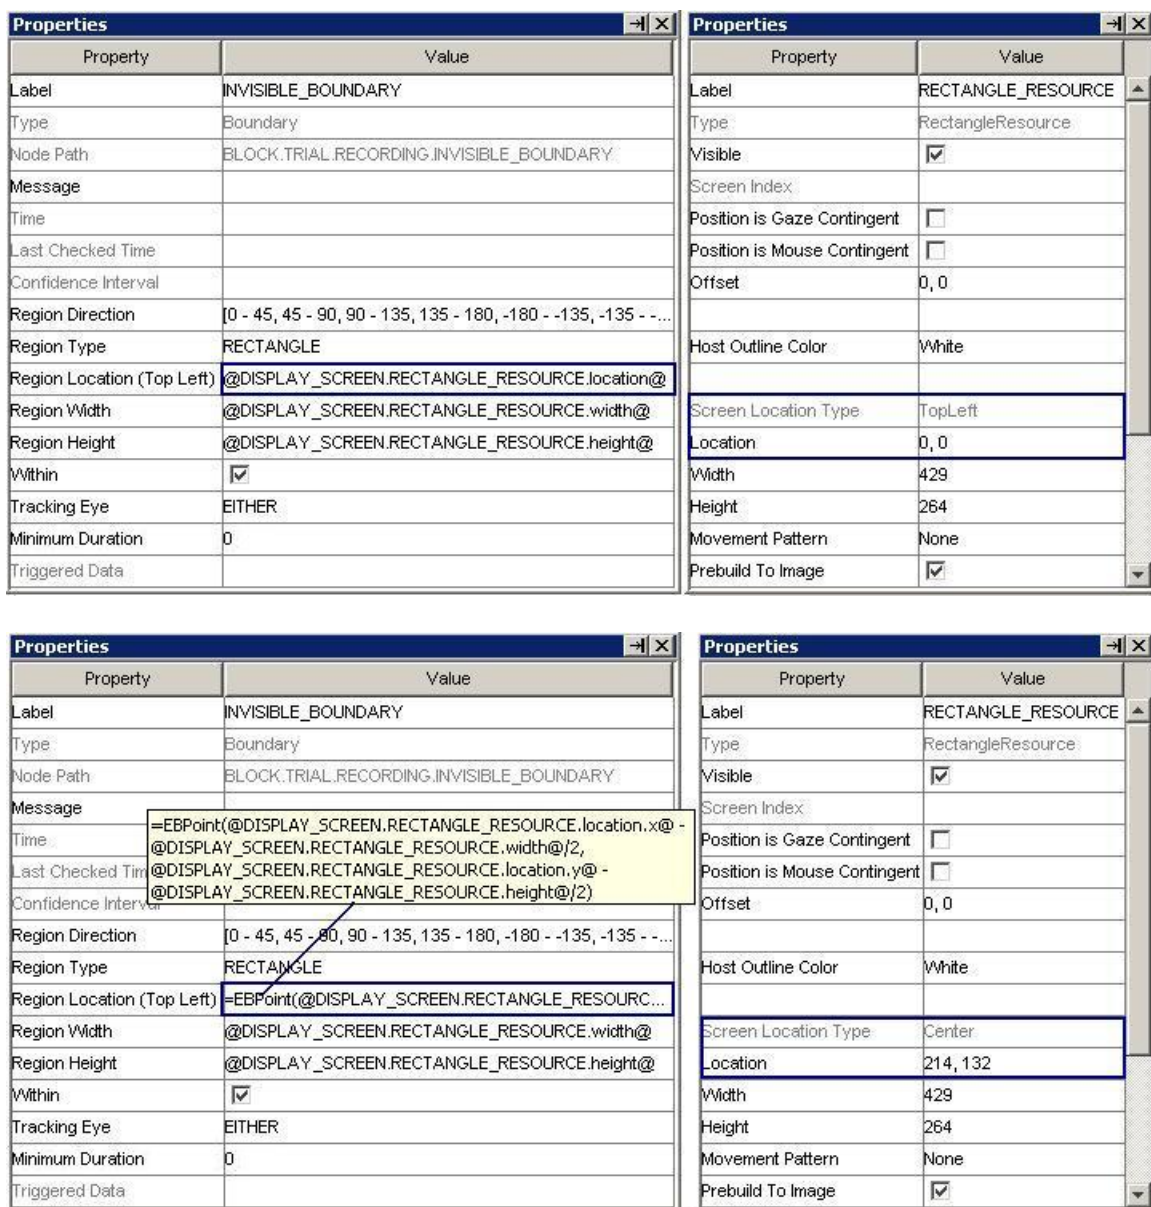 Properties
Property Value
Label INVISIBLE_BOUNDARY
Type Boundary
Node Path BLOCK.TRIAL.RECORDING.INVISIBLE_BOUNDARY
Message
Time
Last Checked Time
Confidence Interval
Region Direction [0 - 45, 45 - 90, 90 - 135, 135 - 180, -180 - -135, -135 - -...
Region Type RECTANGLE
Region Location (Top Left) @DISPLAY_SCREEN.RECTANGLE_RESOURCE.location@
Region Width @DISPLAY_SCREEN.RECTANGLE_RESOURCE.width@
Region Height @DISPLAY_SCREEN.RECTANGLE_RESOURCE.height@
Within
Tracking Eye EITHER
Minimum Duration 0
Triggered Data
Properties
Property Value
Label RECTANGLE_RESOURCE
Type RectangleResource
Visible
Screen Index
Position is Gaze Contingent
Position is Mouse Contingent
Offset 0, 0
Host Outline Color White
Screen Location Type TopLeft
Location 0, 0
Width 429
Height 264
Movement Pattern None
Prebuild To Image
Properties
Property Value
Label INVISIBLE_BOUNDARY
Type Boundary
Node Path BLOCK.TRIAL.RECORDING.INVISIBLE_BOUNDARY
Message
Time
Last Checked Tim
Confidence Interval
=EBPoint(@DISPLAY_SCREEN.RECTANGLE_RESOURCE.location.x@ -
@DISPLAY_SCREEN.RECTANGLE_RESOURCE.width@/2,
@DISPLAY_SCREEN.RECTANGLE_RESOURCE.location.y@ -
@DISPLAY_SCREEN.RECTANGLE_RESOURCE.height@/2)
Region Direction [0 - 45, 45 - 90, 90 - 135, 135 - 180, -180 - -135, -135 - -...
Region Type RECTANGLE
Region Location (Top Left) =EBPoint(@DISPLAY_SCREEN.RECTANGLE_RESOURC...
Region Width @DISPLAY_SCREEN.RECTANGLE_RESOURCE.width@
Region Height @DISPLAY_SCREEN.RECTANGLE_RESOURCE.height@
Within
Tracking Eye EITHER
Minimum Duration 0
Triggered Data
Properties
Property Value
Label RECTANGLE_RESOURCE
Type RectangleResource
Visible
Screen Index
Position is Gaze Contingent
Position is Mouse Contingent
Offset 0, 0
Host Outline Color White
Screen Location Type Center
Location 214, 132
Width 429
Height 264
Movement Pattern None
Prebuild To Image